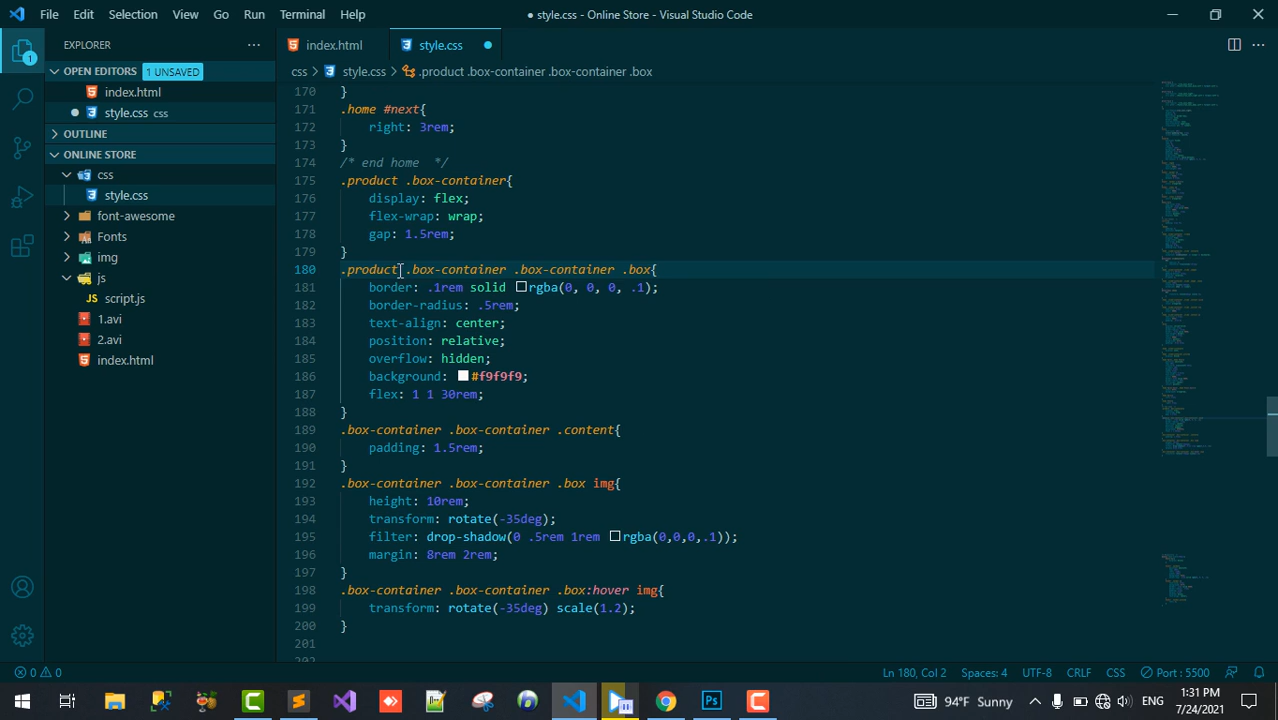 File Edit Selection View Go Run Terminal Help ● style.css - Online Store - Visual Studio Code
EXPLORER ···
index.html style.css
OPEN EDITORS 1 UNSAVED
css > style.css > .product .box-container .box-container .box
index.html
style.css css
OUTLINE
ONLINE STORE
css
style.css
font-awesome
Fonts
img
js
script.js
1.avi
2.avi
index.html
1
170 }
171 .home #next{
172 right: 3rem;
173 }
174 /* end home */
175 .product .box-container{
176 display: flex;
177 flex-wrap: wrap;
178 gap: 1.5rem;
179 }
180 .product .box-container .box-container .box{
181 border: .1rem solid rgba(0, 0, 0, .1);
182 border-radius: .5rem;
183 text-align: center;
184 position: relative;
185 overflow: hidden;
186 background: #f9f9f9;
187 flex: 1 1 30rem;
188 }
189 .box-container .box-container .content{
190 padding: 1.5rem;
191 }
192 .box-container .box-container .box img{
193 height: 10rem;
194 transform: rotate(-35deg);
195 filter: drop-shadow(0 .5rem 1rem rgba(0,0,0,.1));
196 margin: 8rem 2rem;
197 }
198 .box-container .box-container .box:hover img{
199 transform: rotate(-35deg) scale(1.2);
200 }
201
202
0 0 Ln 180, Col 2 Spaces: 4 UTF-8 CRLF CSS Port : 5500
94°F Sunny ENG 1:31 PM
7/24/2021